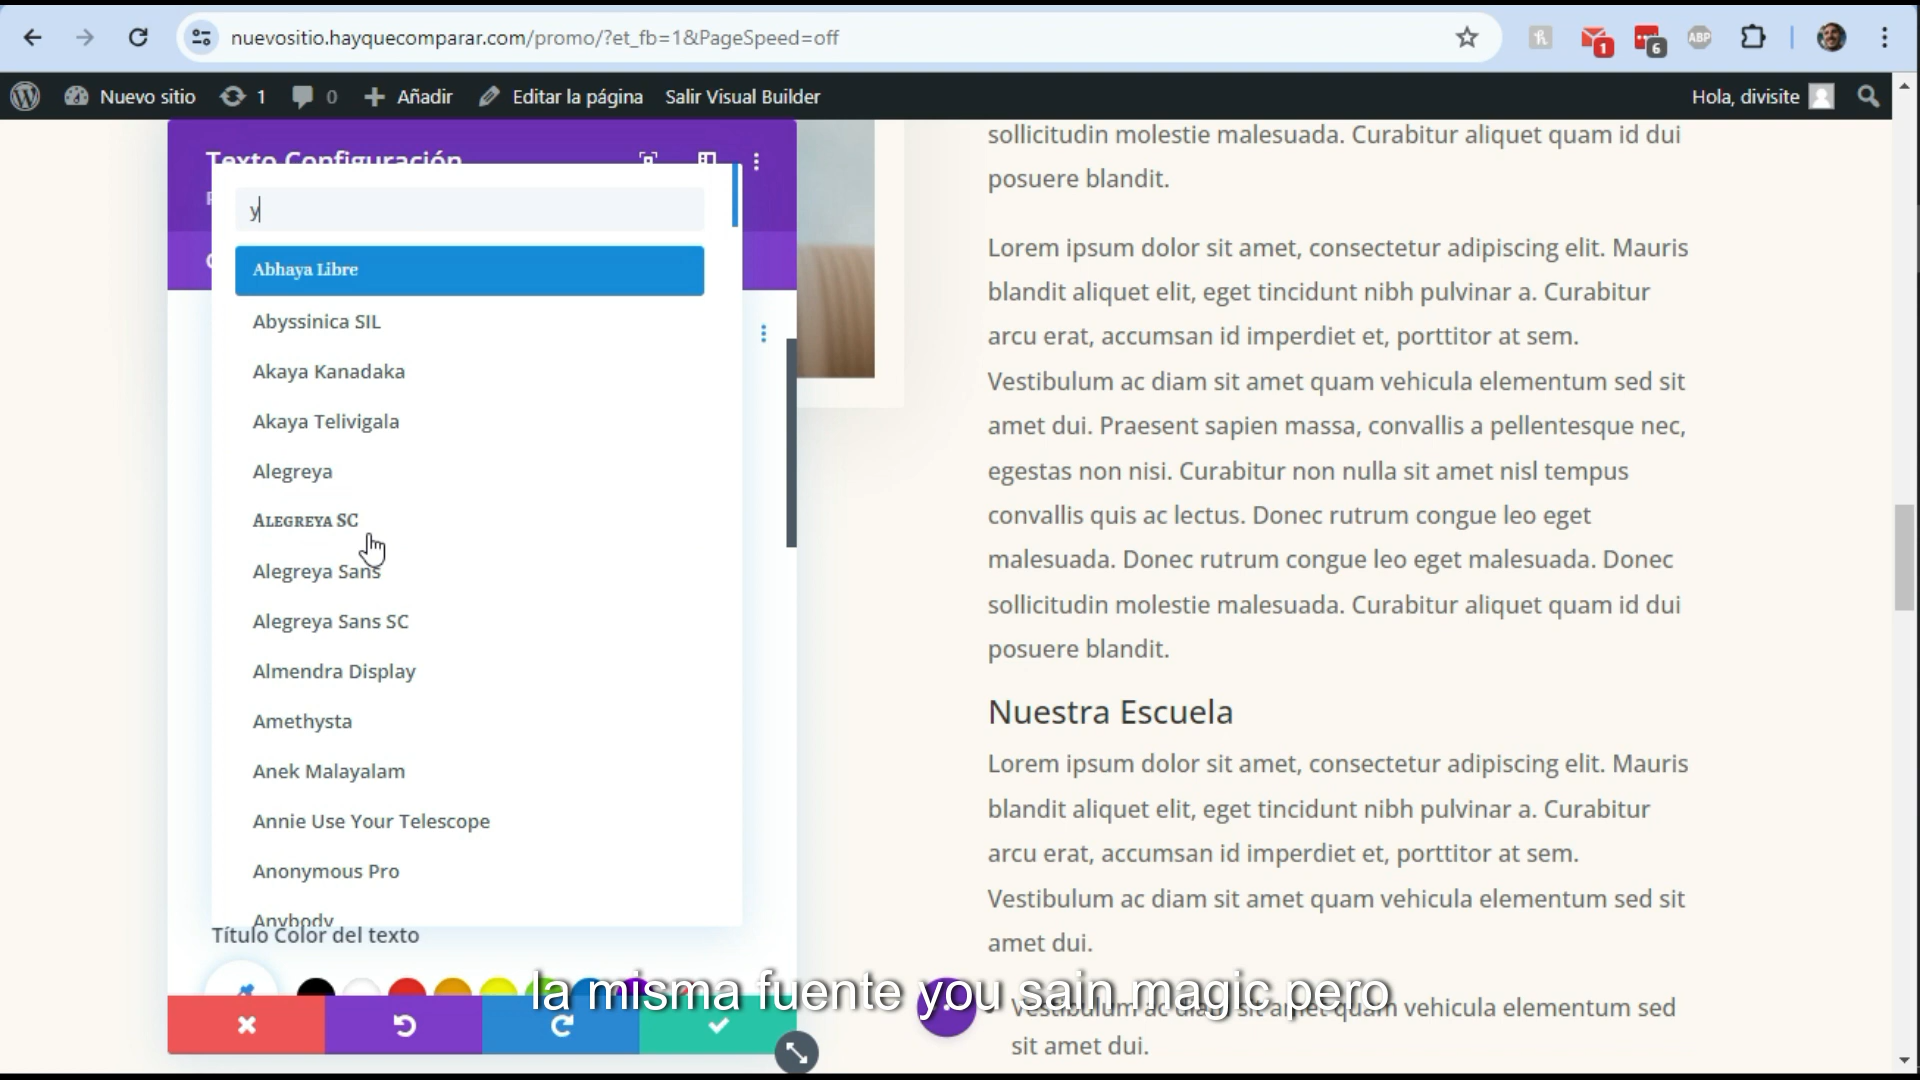 nuevositio.hayquecomparar.com/promo/?et_fb=1&PageSpeed=off
1
6
ABP
Nuevo sitio
1
0
Añadir
Editar la página
Salir Visual Builder
Hola, divisite
Texto Configuración
y
Abhaya Libre
Abyssinica SIL
Akaya Kanadaka
Akaya Telivigala
Alegreya
Alegreya SC
Alegreya Sans
Alegreya Sans SC
Almendra Display
Amethysta
Anek Malayalam
Annie Use Your Telescope
Anonymous Pro
Anybody
Título Color del texto
sollicitudin molestie malesuada. Curabitur aliquet quam id dui
posuere blandit.
Lorem ipsum dolor sit amet, consectetur adipiscing elit. Mauris
blandit aliquet elit, eget tincidunt nibh pulvinar a. Curabitur
arcu erat, accumsan id imperdiet et, porttitor at sem.
Vestibulum ac diam sit amet quam vehicula elementum sed sit
amet dui. Praesent sapien massa, convallis a pellentesque nec,
egestas non nisi. Curabitur non nulla sit amet nisl tempus
convallis quis ac lectus. Donec rutrum congue leo eget
malesuada. Donec rutrum congue leo eget malesuada. Donec
sollicitudin molestie malesuada. Curabitur aliquet quam id dui
posuere blandit.
Nuestra Escuela
Lorem ipsum dolor sit amet, consectetur adipiscing elit. Mauris
blandit aliquet elit, eget tincidunt nibh pulvinar a. Curabitur
arcu erat, accumsan id imperdiet et, porttitor at sem.
Vestibulum ac diam sit amet quam vehicula elementum sed sit
amet dui.
Vestibulum ac diam sit amet quam vehicula elementum sed
sit amet dui.
la misma fuente you sain magic pero